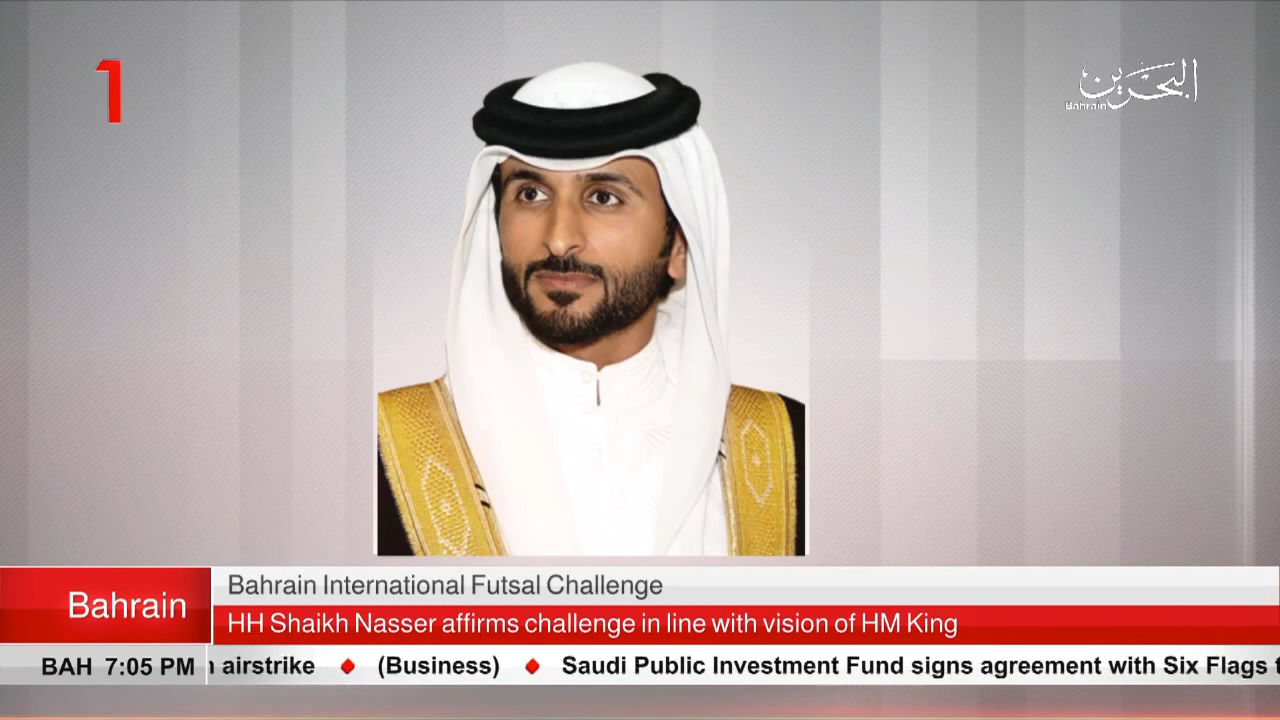 1
البحرين
Bahrain
Bahrain
Bahrain International Futsal Challenge
HH Shaikh Nasser affirms challenge in line with vision of HM King
BAH 7:05 PM
airstrike ♦ (Business) ♦ Saudi Public Investment Fund signs agreement with Six Flags